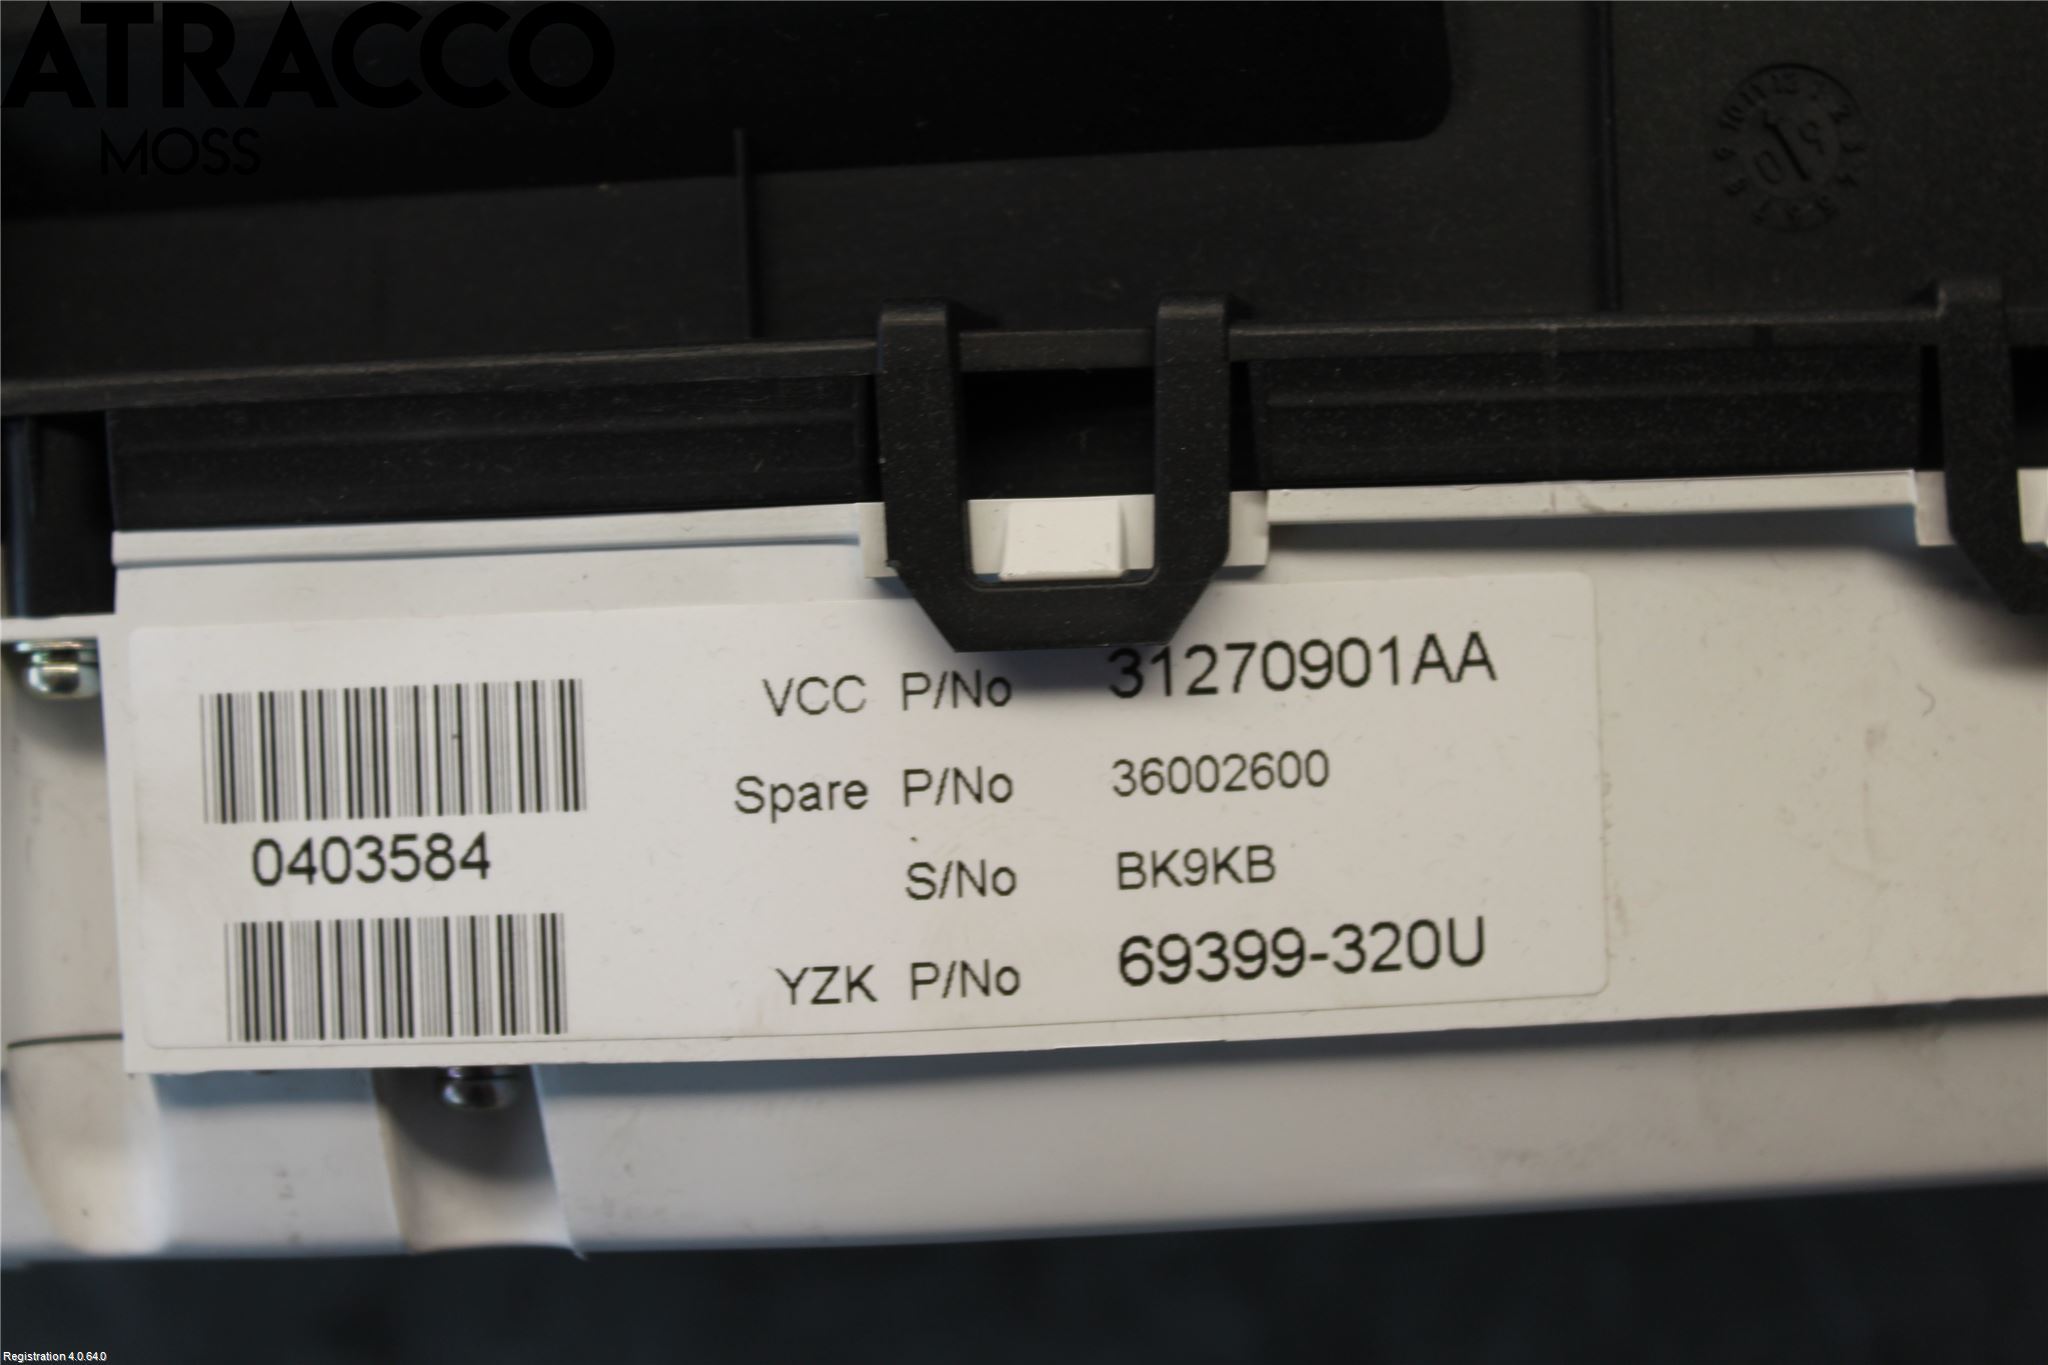 ATRACCO
MOSS
VCC P/No 31270901AA
Spare P/No 36002600
0403584
S/No BK9KB
YZK P/No 69399-320U
Registration 4.0.64.0